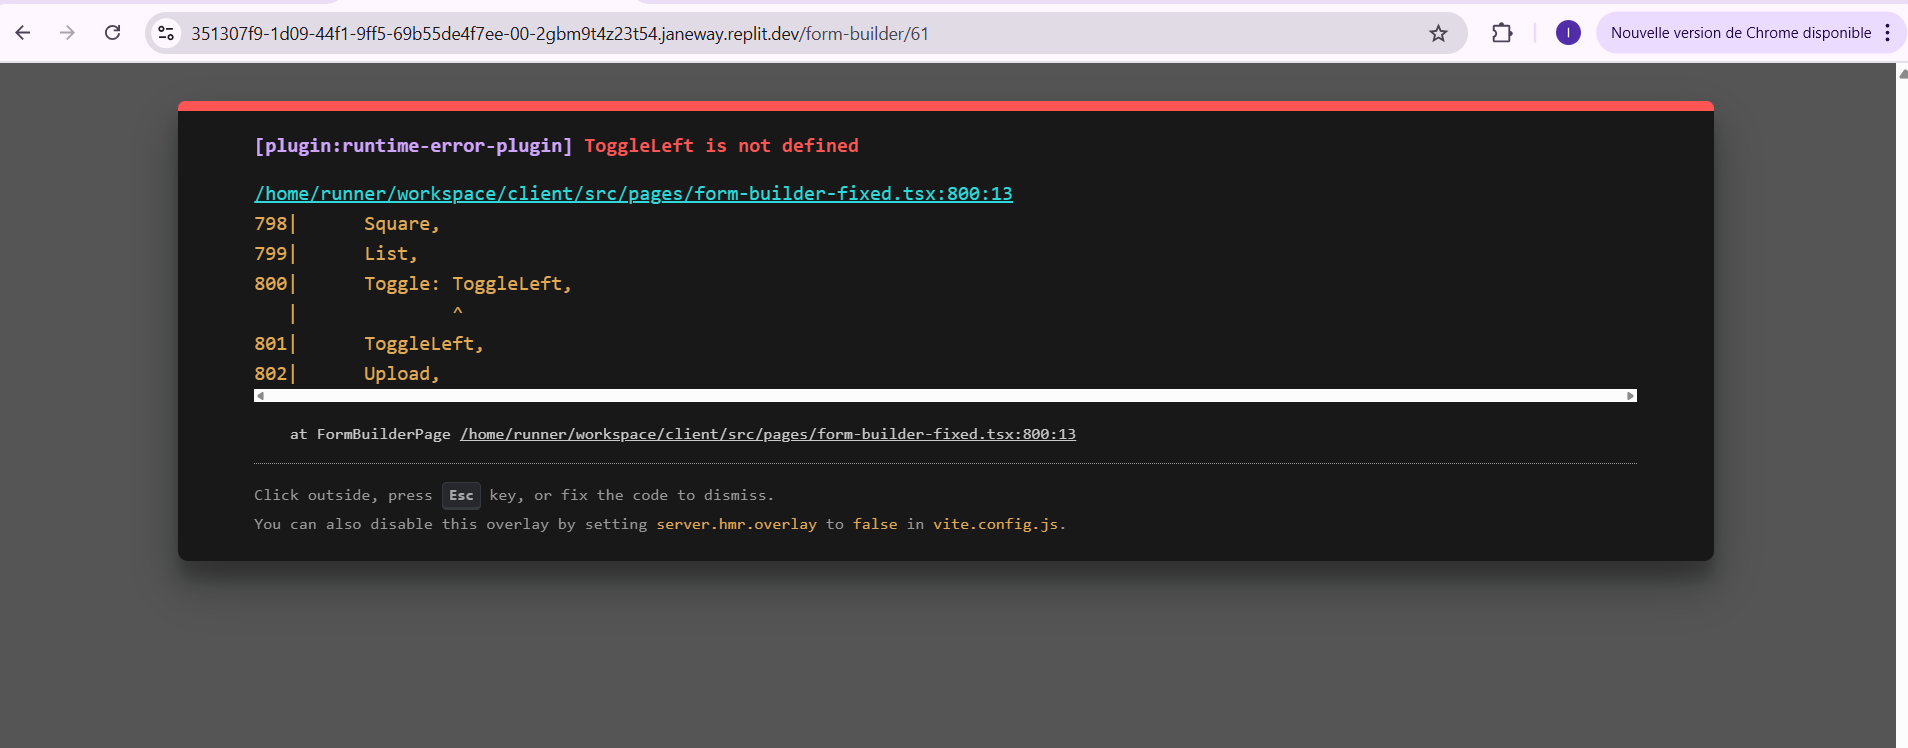 351307f9-1d09-44f1-9ff5-69b55de4f7ee-00-2gbm9t4z23t54.janeway.replit.dev/form-builder/61
I
Nouvelle version de Chrome disponible
[plugin:runtime-error-plugin] ToggleLeft is not defined
/home/runner/workspace/client/src/pages/form-builder-fixed.tsx:800:13
798|      Square,
799|      List,
800|      Toggle: ToggleLeft,
   |              ^
801|      ToggleLeft,
802|      Upload,
at FormBuilderPage /home/runner/workspace/client/src/pages/form-builder-fixed.tsx:800:13
Click outside, press Esc key, or fix the code to dismiss.
You can also disable this overlay by setting server.hmr.overlay to false in vite.config.js.